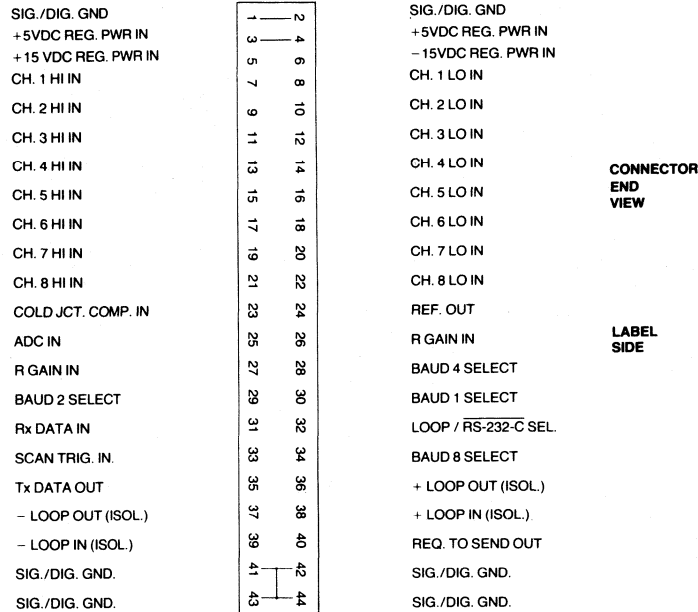 SIG./DIG. GND 1 2 SIG./DIG. GND
+5VDC REG. PWR IN 3 4 +5VDC REG. PWR IN
+15 VDC REG. PWR IN 5 6 −15VDC REG. PWR IN
CH. 1 HI IN 7 8 CH. 1 LO IN
CH. 2 HI IN 9 10 CH. 2 LO IN
CH. 3 HI IN 11 12 CH. 3 LO IN
CH. 4 HI IN 13 14 CH. 4 LO IN
CH. 5 HI IN 15 16 CH. 5 LO IN
CH. 6 HI IN 17 18 CH. 6 LO IN
CH. 7 HI IN 19 20 CH. 7 LO IN
CH. 8 HI IN 21 22 CH. 8 LO IN
COLD JCT. COMP. IN 23 24 REF. OUT
ADC IN 25 26 R GAIN IN
R GAIN IN 27 28 BAUD 4 SELECT
BAUD 2 SELECT 29 30 BAUD 1 SELECT
Rx DATA IN 31 32 LOOP / RS-232-C SEL.
SCAN TRIG. IN. 33 34 BAUD 8 SELECT
Tx DATA OUT 35 36 + LOOP OUT (ISOL.)
− LOOP OUT (ISOL.) 37 38 + LOOP IN (ISOL.)
− LOOP IN (ISOL.) 39 40 REQ. TO SEND OUT
SIG./DIG. GND. 41 42 SIG./DIG. GND.
SIG./DIG. GND. 43 44 SIG./DIG. GND.
CONNECTOR
END
VIEW
LABEL
SIDE